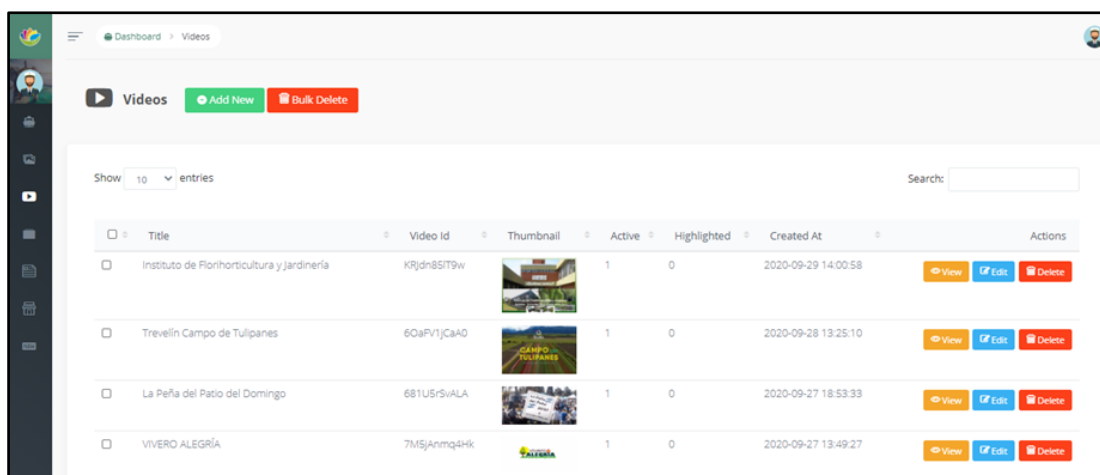 Dashboard > Videos
Videos Add New Bulk Delete
Show 10 entries Search:
Title Video Id Thumbnail Active Highlighted Created At Actions
Instituto de Florihorticultura y Jardinería KRJdn85lT9w 1 0 2020-09-29 14:00:58 View Edit Delete
Trevelín Campo de Tulipanes 6OaFV1jCaA0 CAMPO TULIPANES 1 0 2020-09-28 13:25:10 View Edit Delete
La Peña del Patio del Domingo 681U5rSvALA 1 0 2020-09-27 18:53:33 View Edit Delete
VIVERO ALEGRÍA 7M5jAnmq4Hk ALEGRÍA 1 0 2020-09-27 13:49:27 View Edit Delete